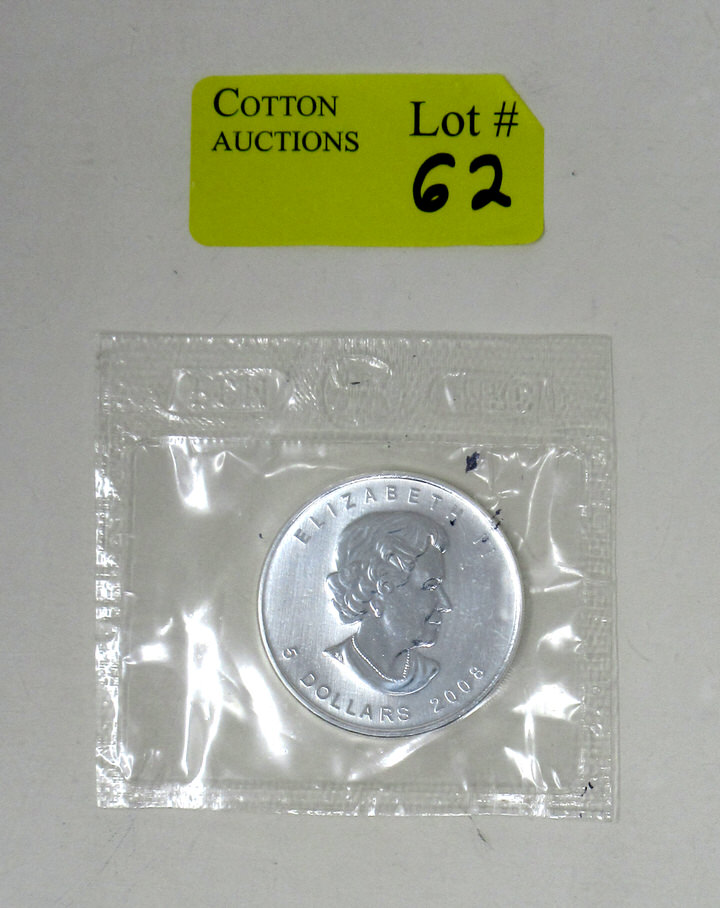 COTTON
AUCTIONS
Lot #
62
ELIZABETH II
5 DOLLARS 2008